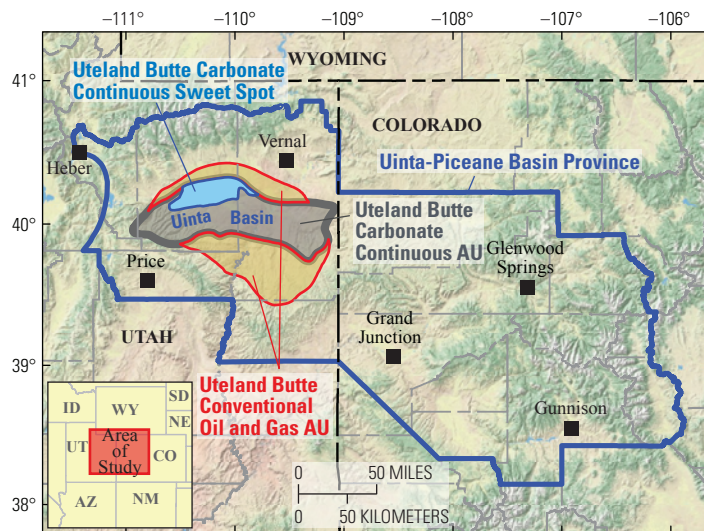 −111° −110° −109° −108° −107° −106°
41°
40°
39°
38°
WYOMING
Uteland Butte Carbonate
Continuous Sweet Spot
COLORADO
Vernal
Heber
Uinta-Piceane Basin Province
Uinta Basin
Uteland Butte
Carbonate
Continuous AU
Glenwood
Springs
Price
Grand
Junction
UTAH
Uteland Butte
Conventional
Oil and Gas AU
Gunnison
ID
WY
SD
NE
UT
Area
of
Study
CO
AZ
NM
0 50 MILES
0 50 KILOMETERS